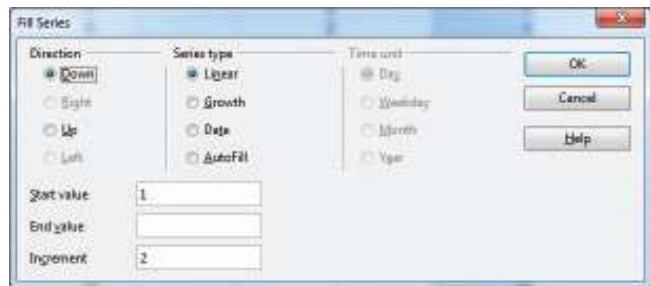 Fill Series
Direction
Down
Right
Up
Left
Series type
Linear
Growth
Date
AutoFill
Time unit
Day
Weekday
Month
Year
OK
Cancel
Help
Start value 1
End value
Increment 2